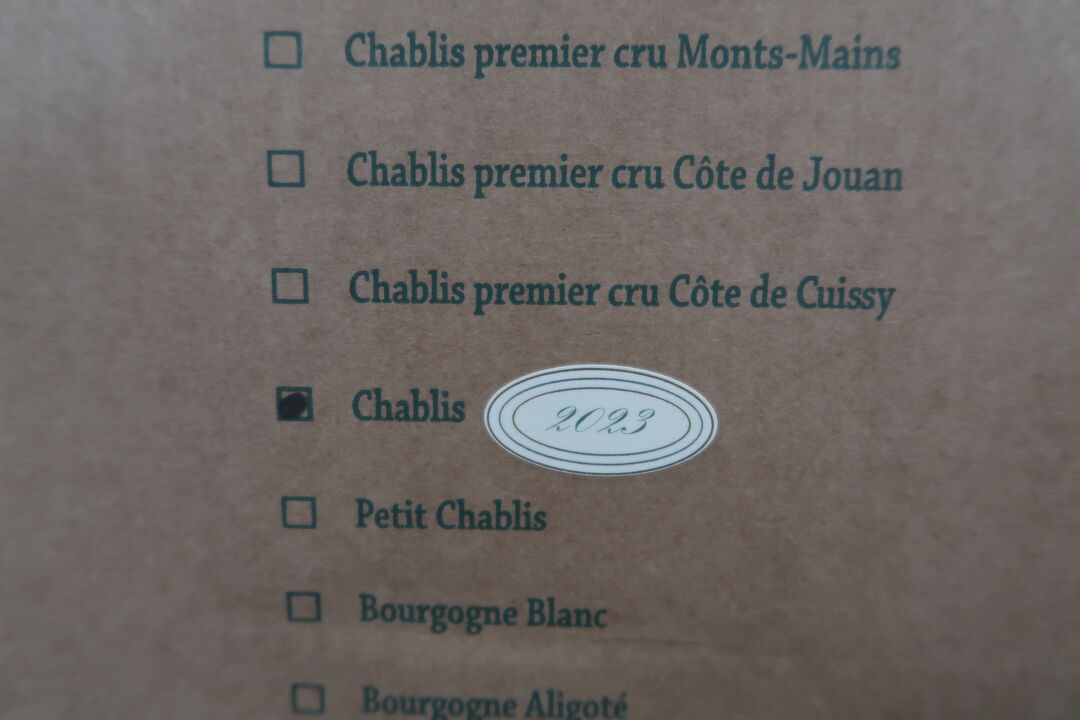 Chablis premier cru Monts-Mains
Chablis premier cru Côte de Jouan
Chablis premier cru Côte de Cuissy
Chablis 2023
Petit Chablis
Bourgogne Blanc
Bourgogne Aligoté